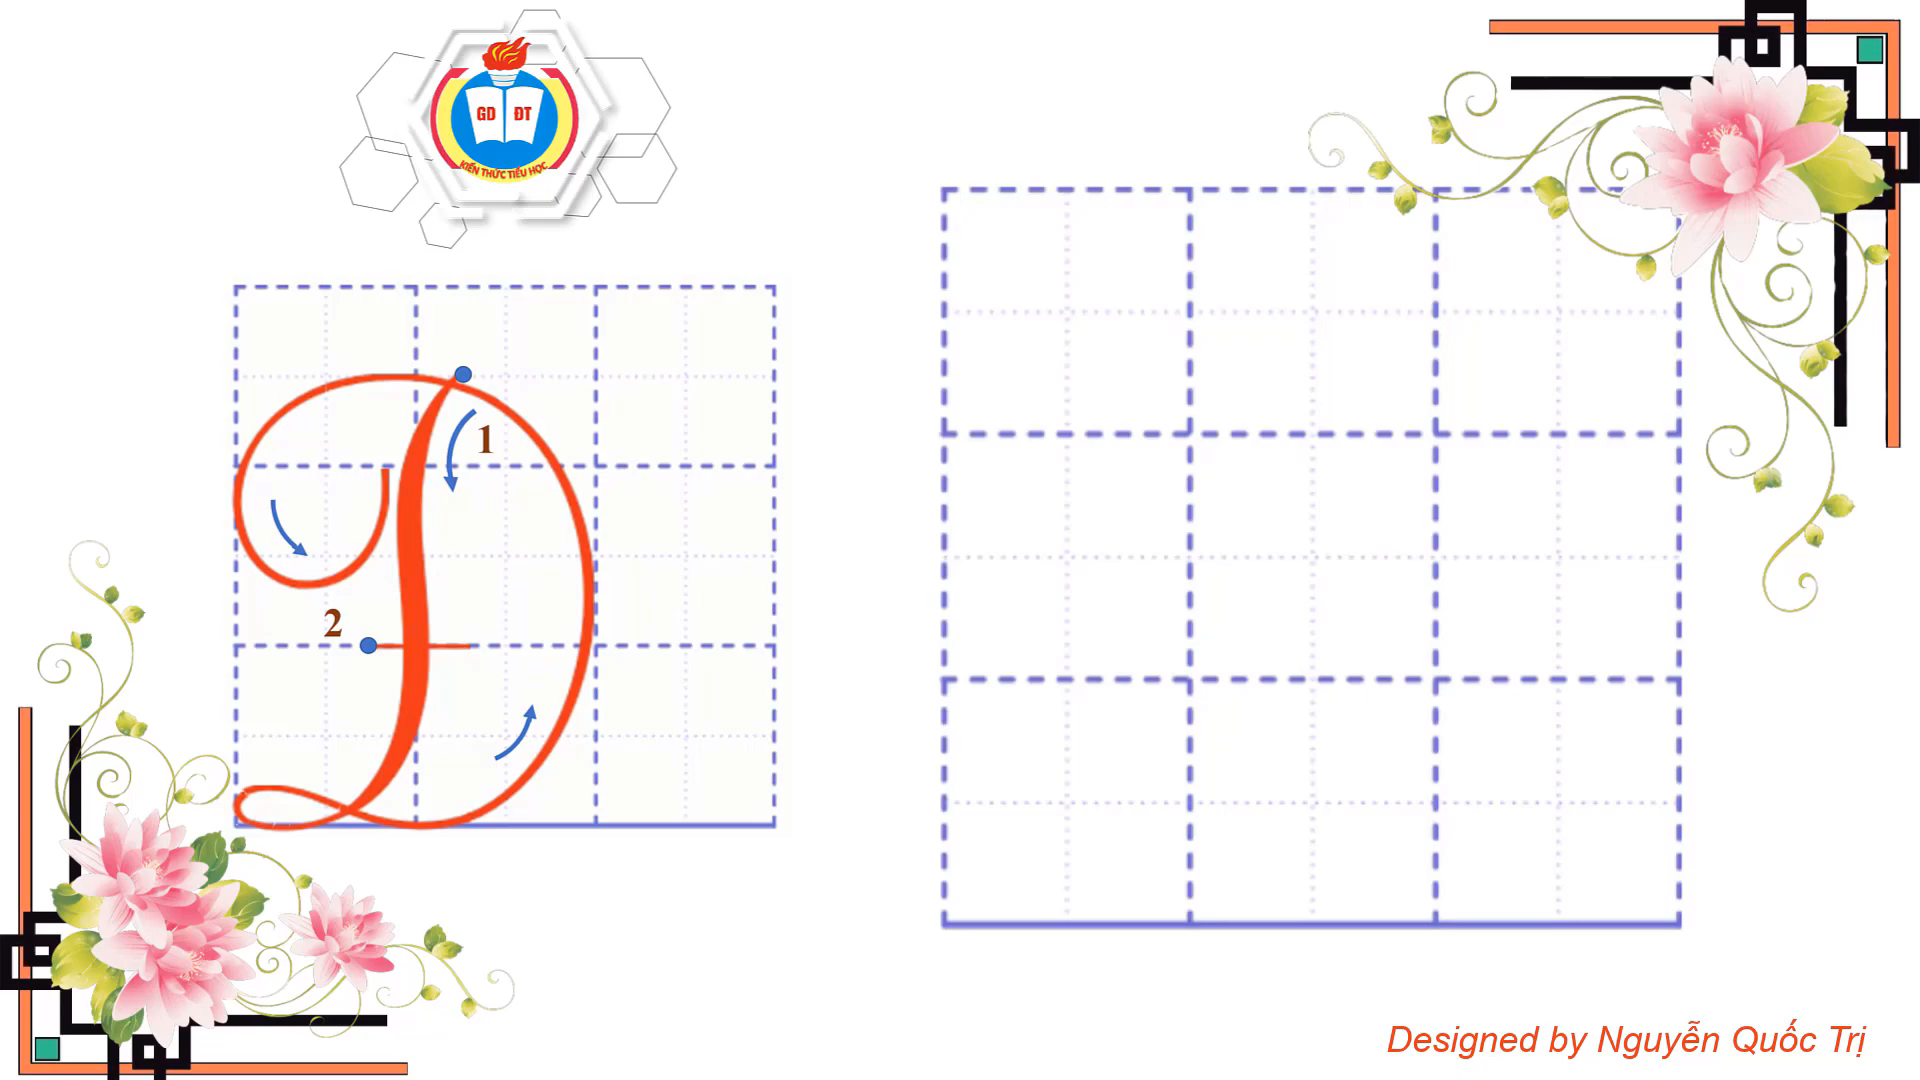 GD ĐT
KIẾN THỨC TIỂU HỌC
Đ
1
2
Designed by Nguyễn Quốc Trị